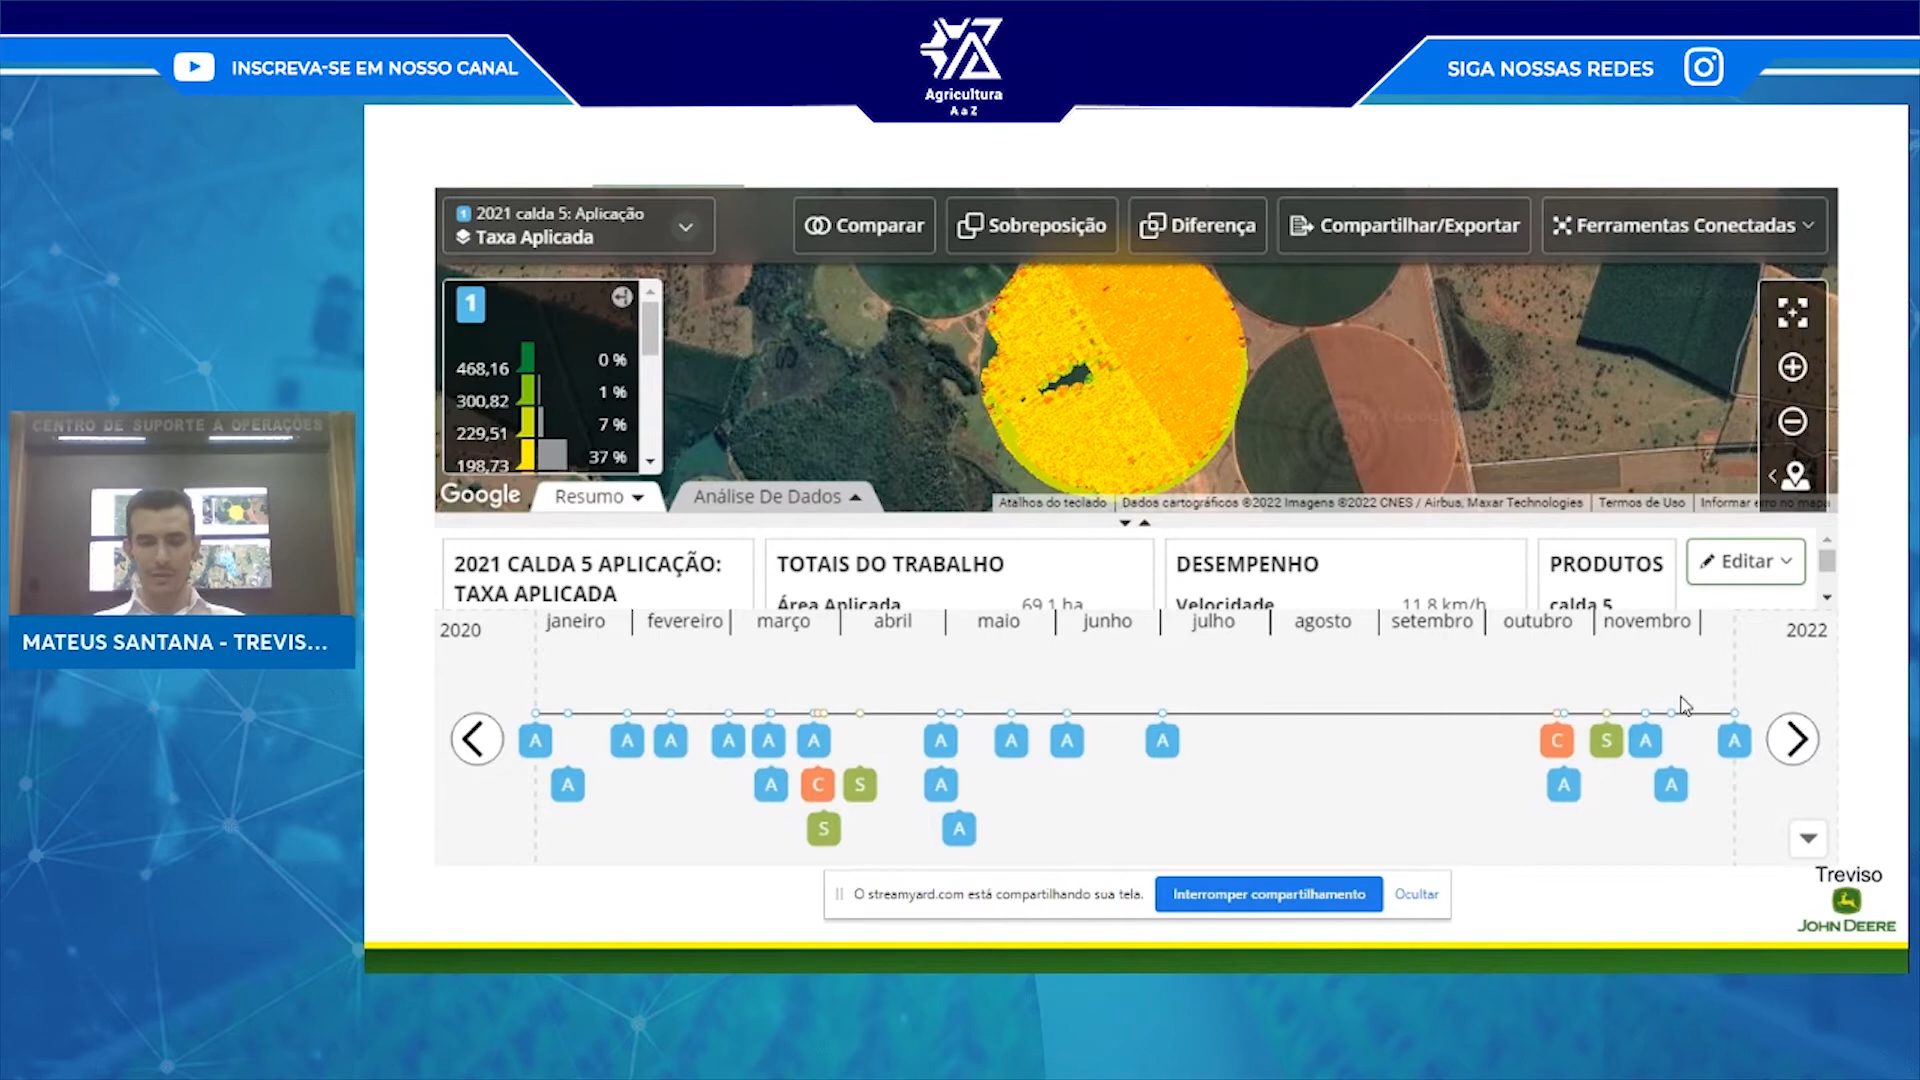 INSCREVA-SE EM NOSSO CANAL
Agricultura
A a Z
SIGA NOSSAS REDES
1 2021 calda 5: Aplicação
Taxa Aplicada
Comparar
Sobreposição
Diferença
Compartilhar/Exportar
Ferramentas Conectadas
1
468,16 0 %
300,82 1 %
229,51 7 %
198,73 37 %
Google
Resumo
Análise De Dados
Atalhos do teclado
Dados cartográficos ©2022 Imagens ©2022 CNES / Airbus, Maxar Technologies
Termos de Uso
Informar erro no mapa
2021 CALDA 5 APLICAÇÃO:
TAXA APLICADA
TOTAIS DO TRABALHO
Área Aplicada 69,1 ha
DESEMPENHO
Velocidade 11,8 km/h
PRODUTOS
calda 5
Editar
2020 janeiro fevereiro março abril maio junho julho agosto setembro outubro novembro 2022
A A A A A A A A A A C S A A
A A C S A A A
S A
CENTRO DE SUPORTE A OPERAÇÕES
MATEUS SANTANA - TREVIS...
O streamyard.com está compartilhando sua tela.
Interromper compartilhamento
Ocultar
Treviso
JOHN DEERE